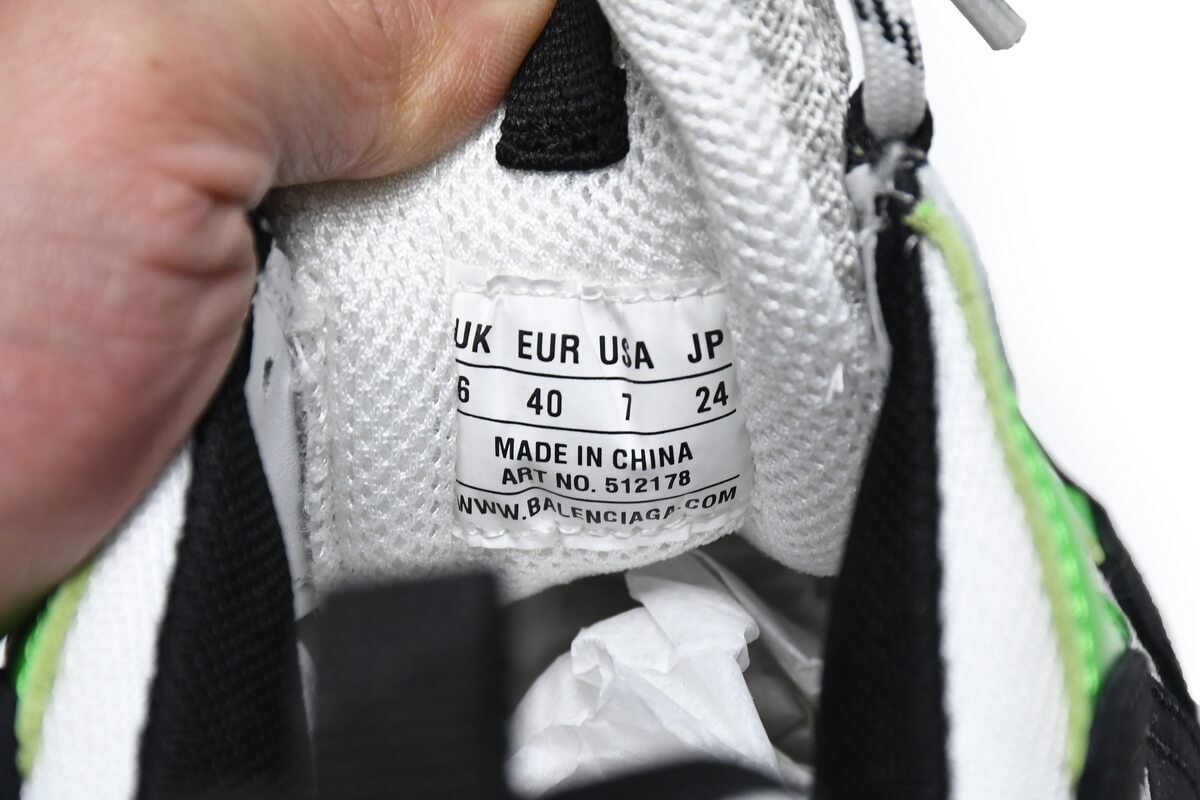 UK EUR USA JP
6 40 7 24
MADE IN CHINA
ART NO. 512178
WWW.BALENCIAGA.COM